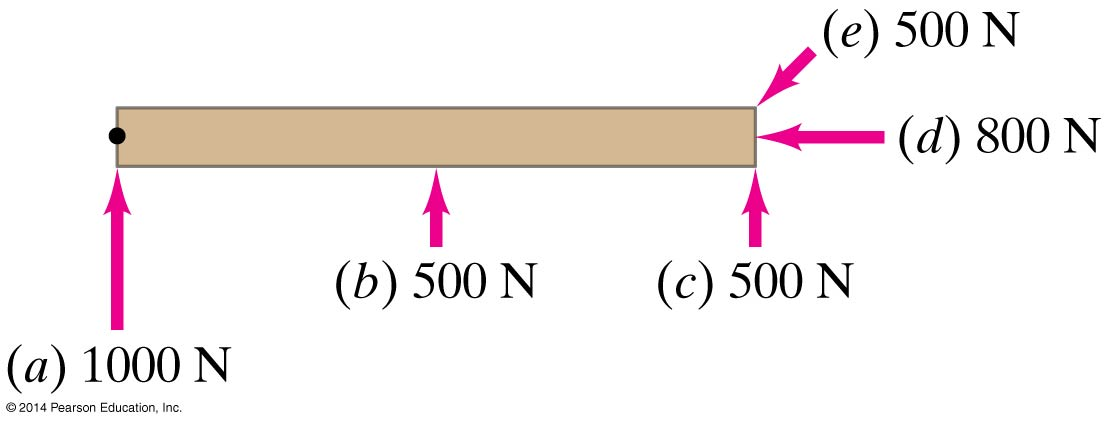 (e) 500 N
(d) 800 N
(b) 500 N
(c) 500 N
(a) 1000 N
© 2014 Pearson Education, Inc.